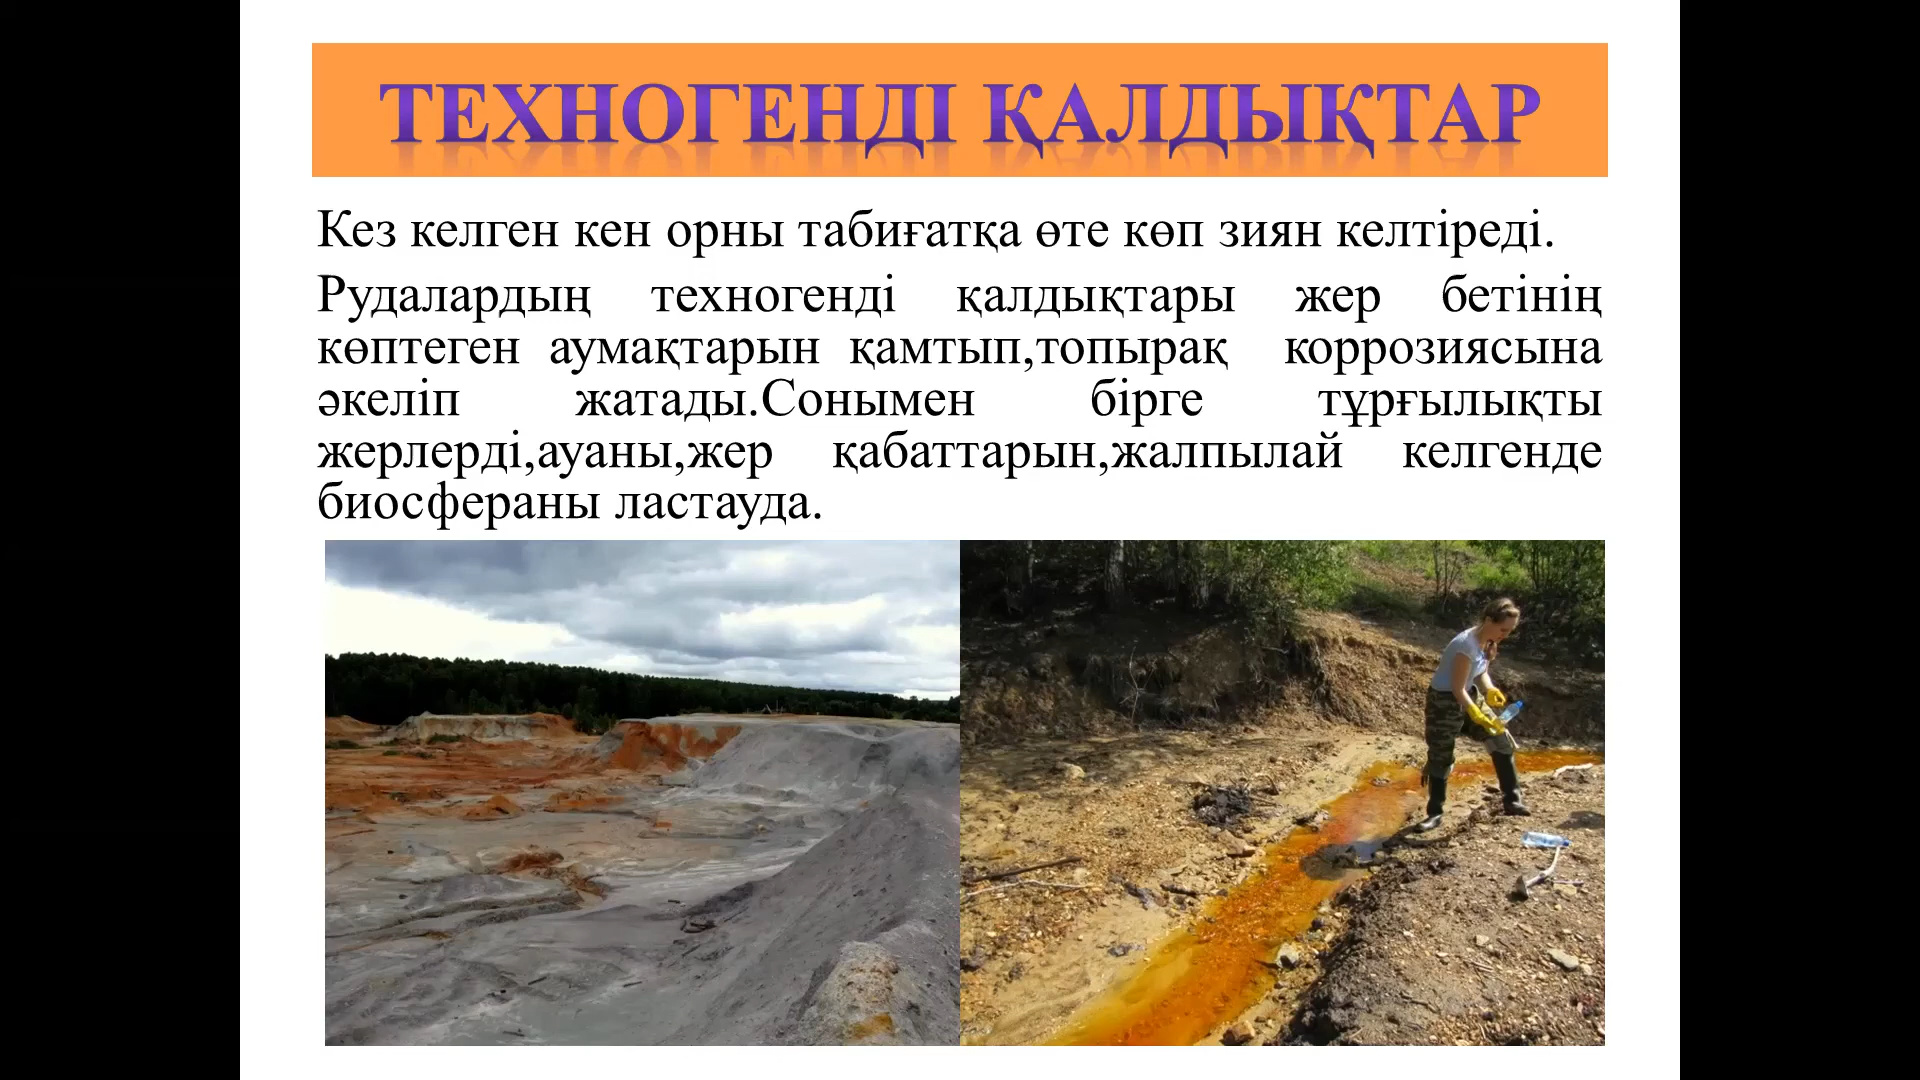 ТЕХНОГЕНДІ ҚАЛДЫҚТАР
Кез келген кен орны табиғатқа өте көп зиян келтіреді.
Рудалардың техногенді қалдықтары жер бетінің
көптеген аумақтарын қамтып,топырақ коррозиясына
әкеліп жатады.Сонымен бірге тұрғылықты
жерлерді,ауаны,жер қабаттарын,жалпылай келгенде
биосфераны ластауда.